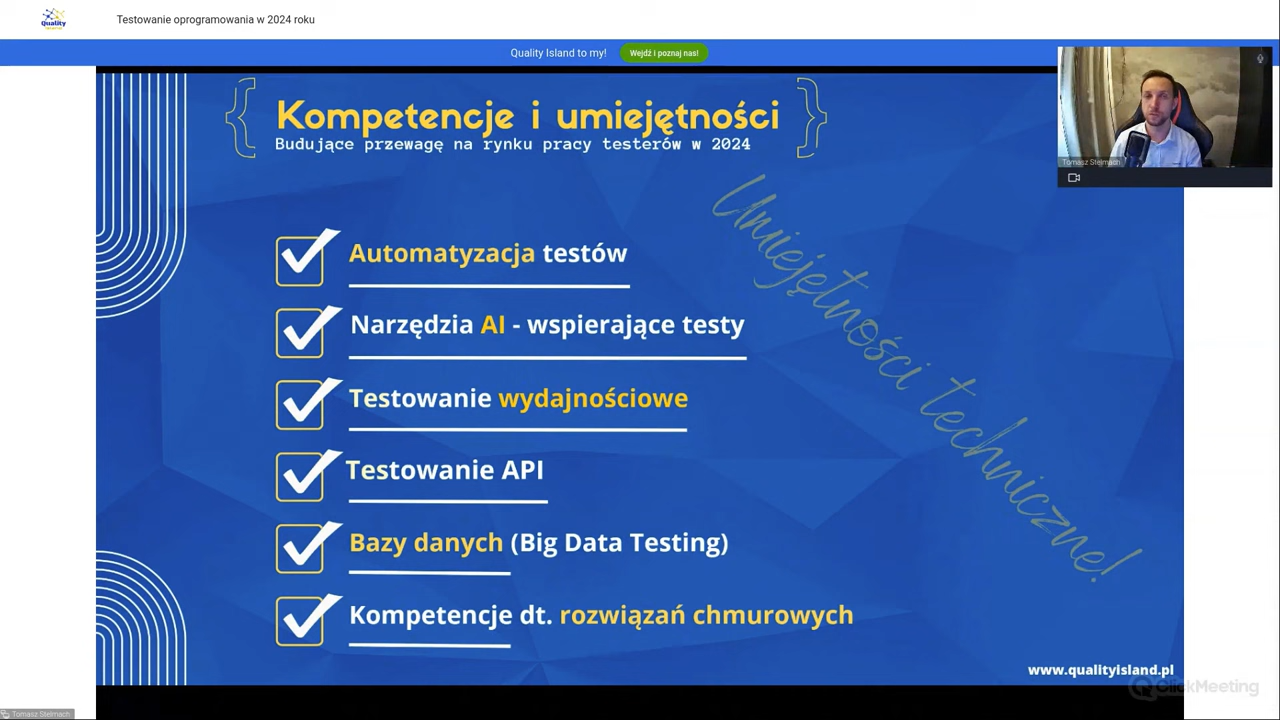 Quality
Testowanie oprogramowania w 2024 roku
Quality Island to my!
Wejdź i poznaj nas!
Tomasz Stelmach
Kompetencje i umiejętności
Budujące przewagę na rynku pracy testerów w 2024
Umiejętności techniczne!
Automatyzacja testów
Narzędzia AI - wspierające testy
Testowanie wydajnościowe
Testowanie API
Bazy danych (Big Data Testing)
Kompetencje dt. rozwiązań chmurowych
www.qualityisland.pl
ClickMeeting
Tomasz Stelmach